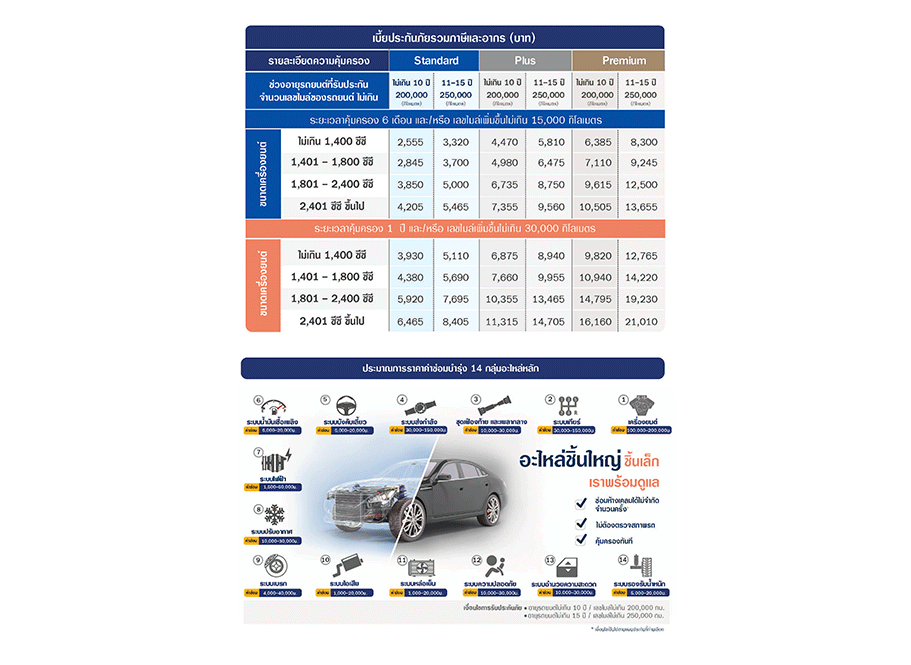 เบี้ยประกันภัยรวมภาษีและอากร (บาท)
รายละเอียดความคุ้มครอง Standard Plus Premium
ช่วงอายุรถยนต์ที่รับประกัน ไม่เกิน 10 ปี 11–15 ปี ไม่เกิน 10 ปี 11–15 ปี ไม่เกิน 10 ปี 11–15 ปี
จำนวนเลขไมล์ของรถยนต์ ไม่เกิน 200,000 250,000 200,000 250,000 200,000 250,000
(กิโลเมตร) (กิโลเมตร) (กิโลเมตร) (กิโลเมตร) (กิโลเมตร) (กิโลเมตร)
ระยะเวลาคุ้มครอง 6 เดือน และ/หรือ เลขไมล์เพิ่มขึ้นไม่เกิน 15,000 กิโลเมตร
ขนาดเครื่องยนต์
ไม่เกิน 1,400 ซีซี 2,555 3,320 4,470 5,810 6,385 8,300
1,401 – 1,800 ซีซี 2,845 3,700 4,980 6,475 7,110 9,245
1,801 – 2,400 ซีซี 3,850 5,000 6,735 8,750 9,615 12,500
2,401 ซีซี ขึ้นไป 4,205 5,465 7,355 9,560 10,505 13,655
ระยะเวลาคุ้มครอง 1 ปี และ/หรือ เลขไมล์เพิ่มขึ้นไม่เกิน 30,000 กิโลเมตร
ขนาดเครื่องยนต์
ไม่เกิน 1,400 ซีซี 3,930 5,110 6,875 8,940 9,820 12,765
1,401 – 1,800 ซีซี 4,380 5,690 7,660 9,955 10,940 14,220
1,801 – 2,400 ซีซี 5,920 7,695 10,355 13,465 14,795 19,230
2,401 ซีซี ขึ้นไป 6,465 8,405 11,315 14,705 16,160 21,010
ประมาณการราคาค่าซ่อมบำรุง 14 กลุ่มอะไหล่หลัก
6 5 4 3 2 1
ระบบน้ำมันเชื้อเพลิง ระบบบังคับเลี้ยว ระบบส่งกำลัง ชุดเฟืองท้าย และเพลากลาง ระบบเกียร์ เครื่องยนต์
ค่าซ่อม 5,000-20,000บ. ค่าซ่อม 5,000-20,000บ. ค่าซ่อม 30,000-150,000บ. ค่าซ่อม 10,000-30,000บ. ค่าซ่อม 30,000-150,000บ. ค่าซ่อม 100,000-200,000บ.
7
ระบบไฟฟ้า
ค่าซ่อม 1,500-60,000บ.
8
ระบบปรับอากาศ
ค่าซ่อม 10,000-30,000บ.
อะไหล่ชิ้นใหญ่ ชิ้นเล็ก
เราพร้อมดูแล
ซ่อมห้างเคลมได้ไม่จำกัด
จำนวนครั้ง
ไม่ต้องตรวจสภาพรถ
คุ้มครองทันที
9 10 11 12 13 14
ระบบเบรก ระบบไอเสีย ระบบหล่อเย็น ระบบความปลอดภัย ระบบอำนวยความสะดวก ระบบรองรับน้ำหนัก
ค่าซ่อม 4,000-40,000บ. ค่าซ่อม 1,000-20,000บ. ค่าซ่อม 1,000-20,000บ. ค่าซ่อม 10,000-30,000บ. ค่าซ่อม 10,000-30,000บ. ค่าซ่อม 5,000-20,000บ.
เงื่อนไขการรับประกันภัย • อายุรถยนต์ไม่เกิน 10 ปี / เลขไมล์ไม่เกิน 200,000 กม.
• อายุรถยนต์ไม่เกิน 15 ปี / เลขไมล์ไม่เกิน 250,000 กม.